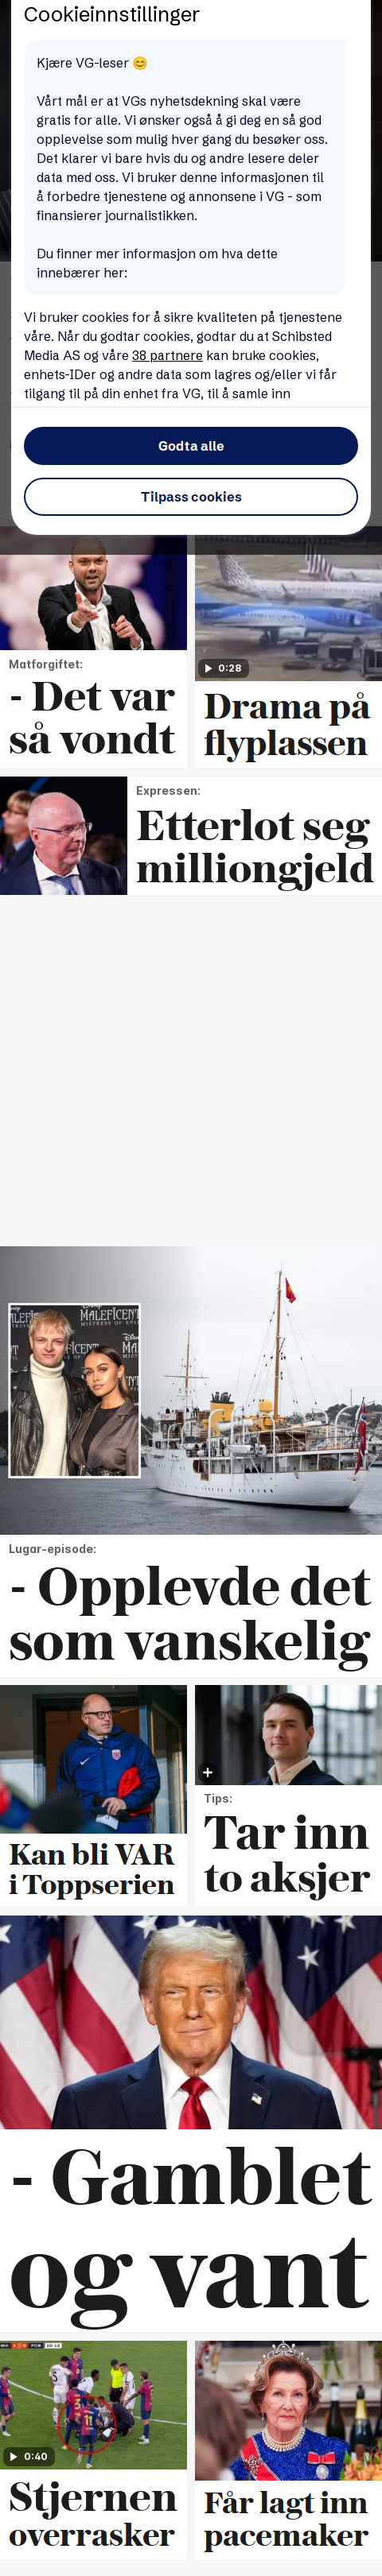 Cookieinnstillinger
Kjære VG-leser 😊
Vårt mål er at VGs nyhetsdekning skal være
gratis for alle. Vi ønsker også å gi deg en så god
opplevelse som mulig hver gang du besøker oss.
Det klarer vi bare hvis du og andre lesere deler
data med oss. Vi bruker denne informasjonen til
å forbedre tjenestene og annonsene i VG - som
finansierer journalistikken.
Du finner mer informasjon om hva dette
innebærer her:
Vi bruker cookies for å sikre kvaliteten på tjenestene
våre. Når du godtar cookies, godtar du at Schibsted
Media AS og våre 38 partnere kan bruke cookies,
enhets-IDer og andre data som lagres og/eller vi får
tilgang til på din enhet fra VG, til å samle inn
Godta alle
Tilpass cookies
Matforgiftet:
- Det var
så vondt
0:28
Drama på
flyplassen
Expressen:
Etterlot seg
milliongjeld
Disney
MALEFICENT
MISTRESS OF EVIL
MALEFICENT
Lugar-episode:
- Opplevde det
som vanskelig
Kan bli VAR
i Toppserien
Tips:
Tar inn
to aksjer
- Gamblet
og vant
0:40
Stjernen
overrasker
Får lagt inn
pacemaker